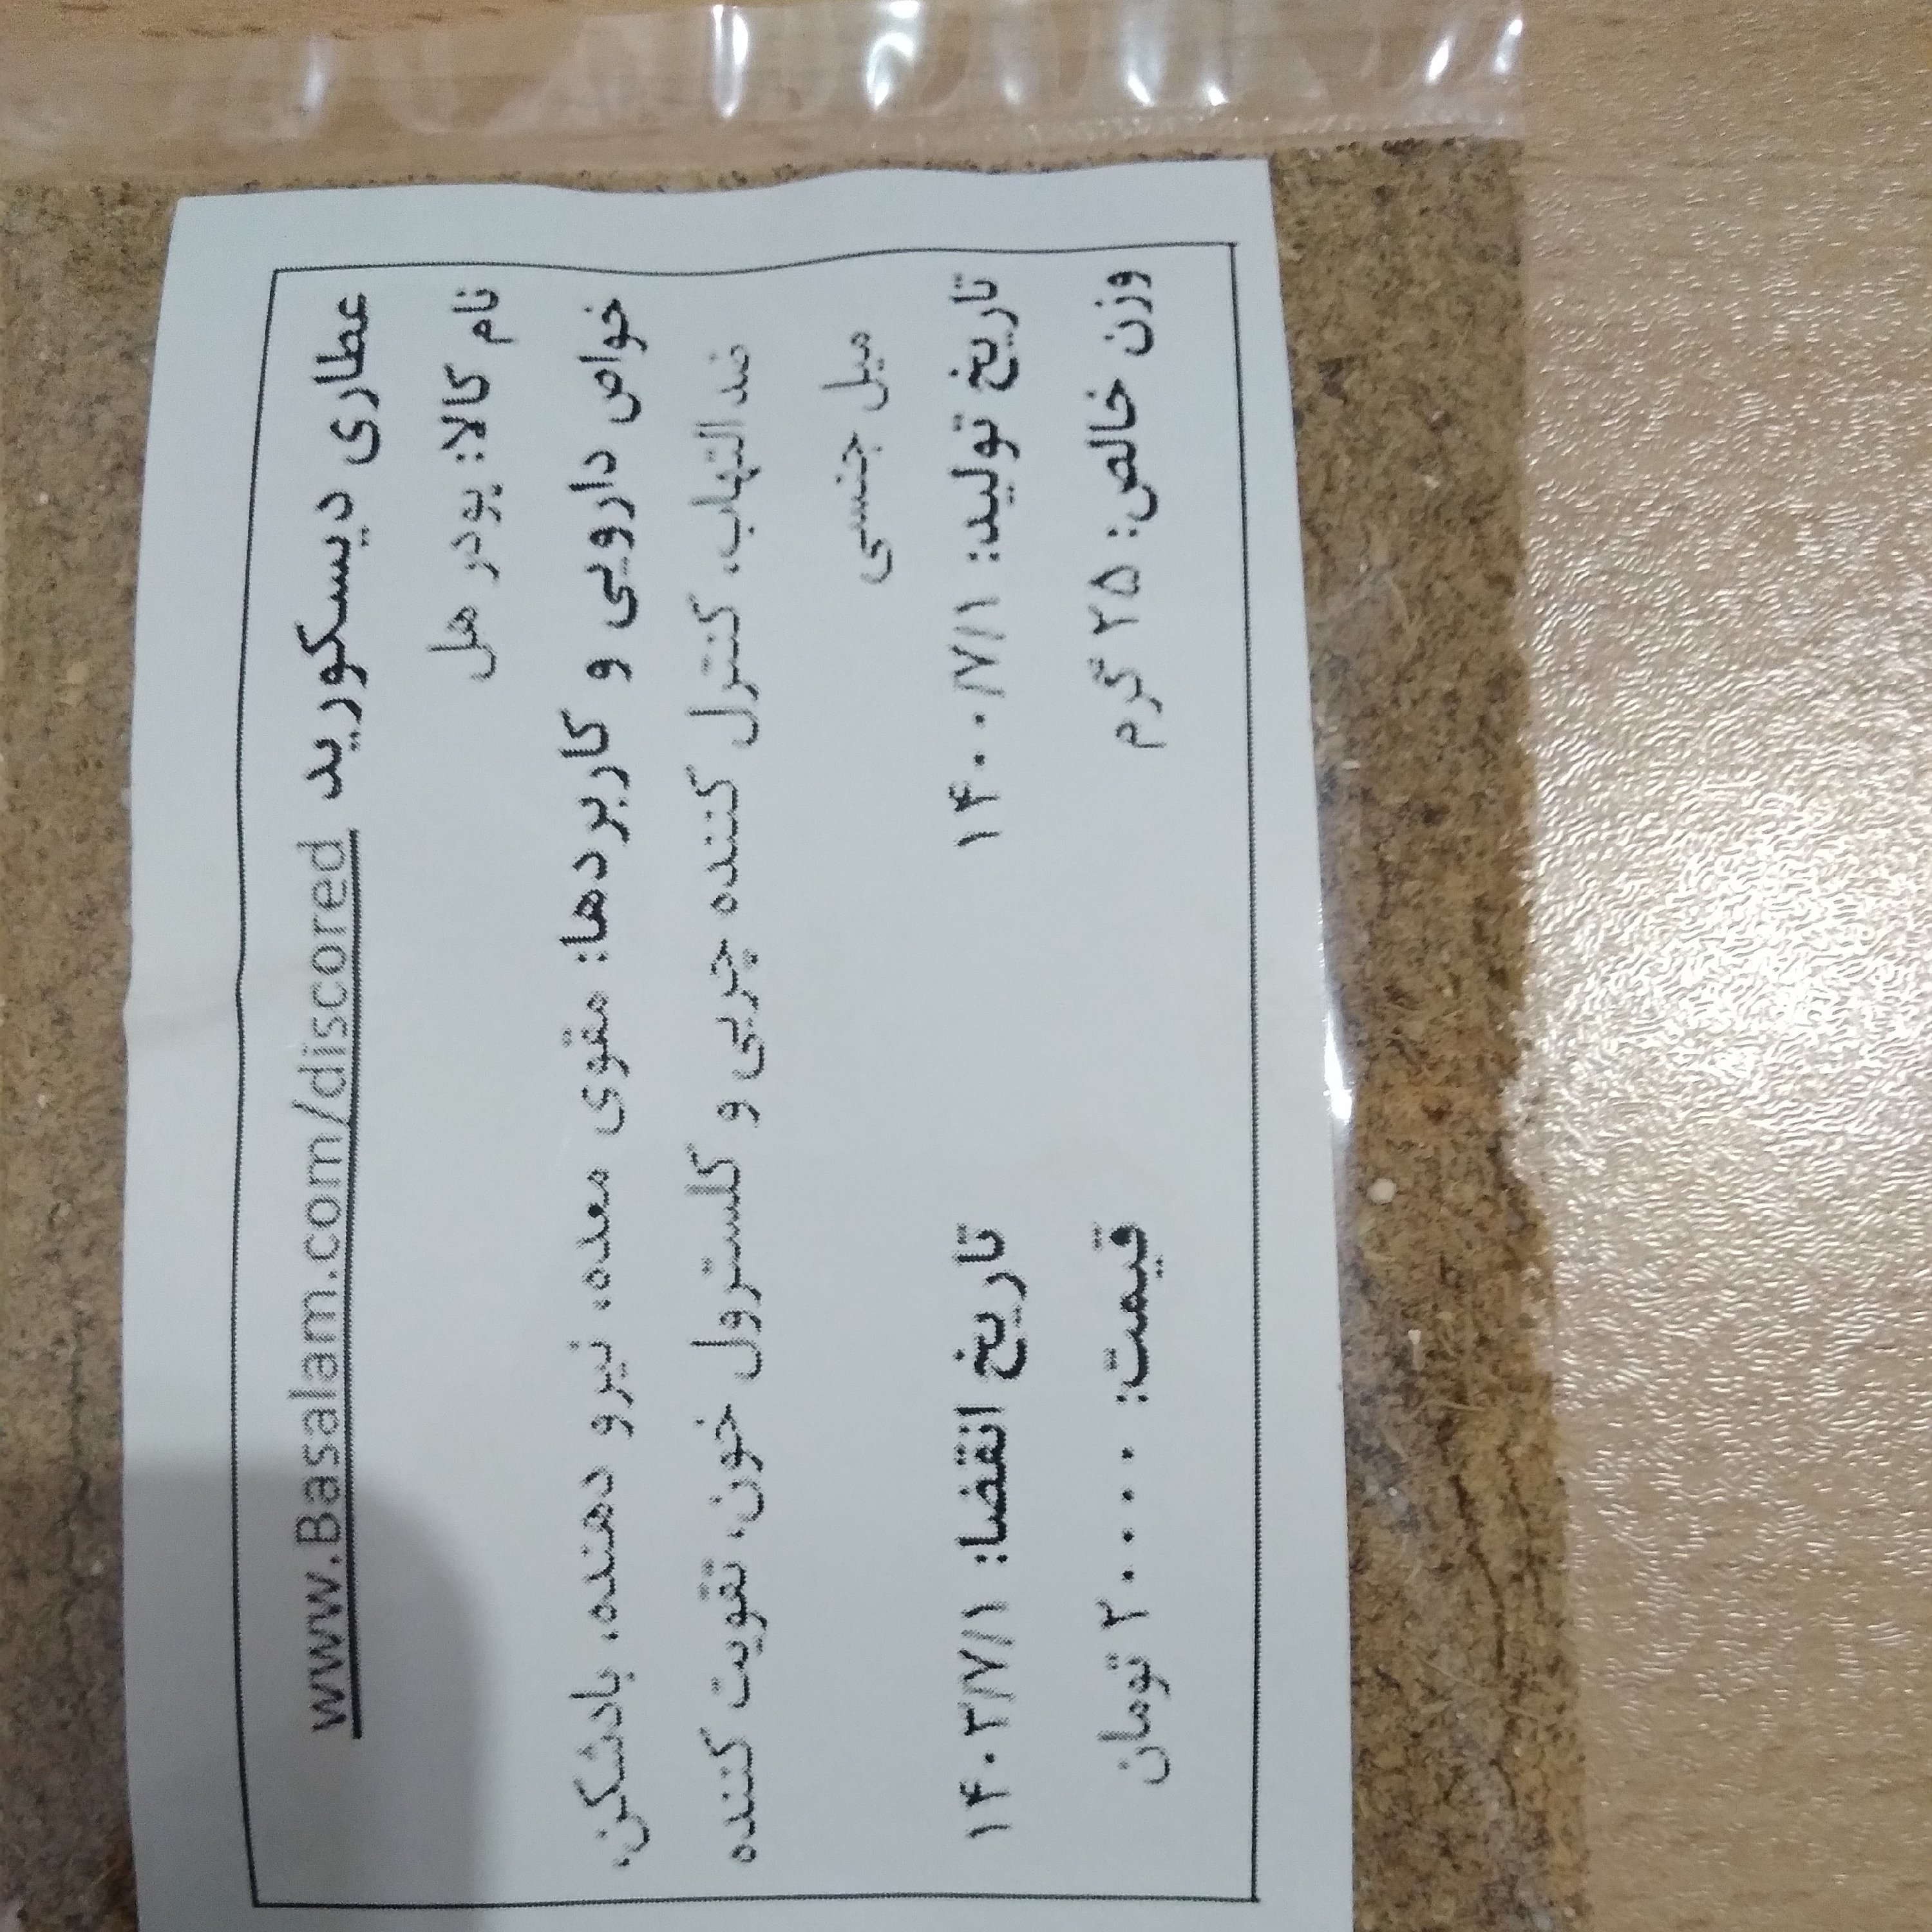 عطاری دیسکورید www.Basalam.com/discored
نام کالا: پودر هل
خواص دارویی و کاربردها: مقوی معده، نیرو دهنده، بادشکن،
ضد التهاب، کنترل کننده چربی و کلسترول خون، تقویت کننده
میل جنسی
تاریخ تولید: ۱۴۰۰/۷/۱ تاریخ انقضا: ۱۴۰۳/۷/۱
وزن خالص: ۲۵ گرم قیمت: ۲۰۰۰۰ تومان